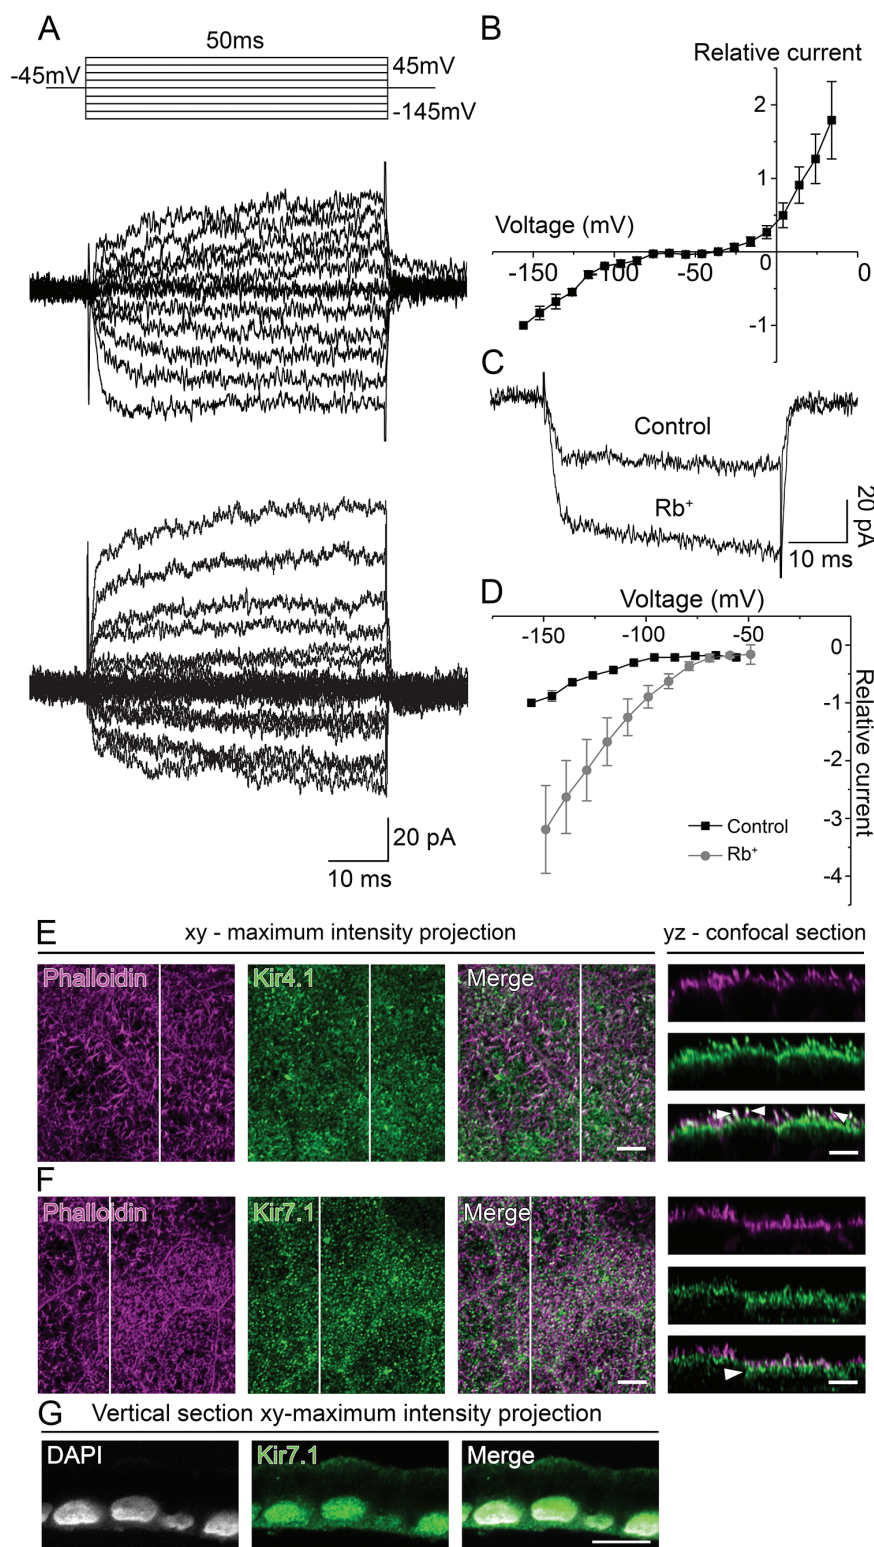 A
50ms
-45mV
45mV
-145mV
20 pA
10 ms
B
Relative current
2
1
Voltage (mV)
-150
-100
-50
0
0
-1
C
Control
Rb+
20 pA
10 ms
D
Voltage (mV)
-150
-100
-50
0
-1
-2
-3
-4
Relative current
Control
Rb+
E
xy - maximum intensity projection
yz - confocal section
Phalloidin
Kir4.1
Merge
F
Phalloidin
Kir7.1
Merge
G
Vertical section xy-maximum intensity projection
DAPI
Kir7.1
Merge